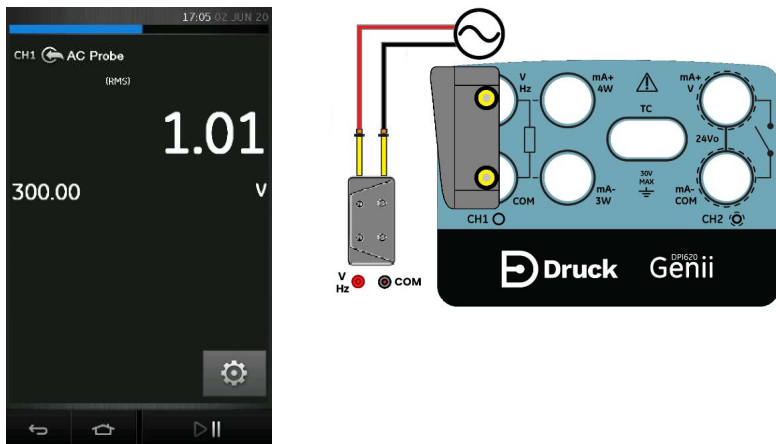 17:05 02 JUN 20
CH1 AC Probe
(RMS)
1.01
300.00 V
V Hz
COM
V Hz
mA+ 4W
TC
mA+ V
24Vo
30V MAX
COM
mA- 3W
mA- COM
CH1
CH2
Druck
DPI620
Genii